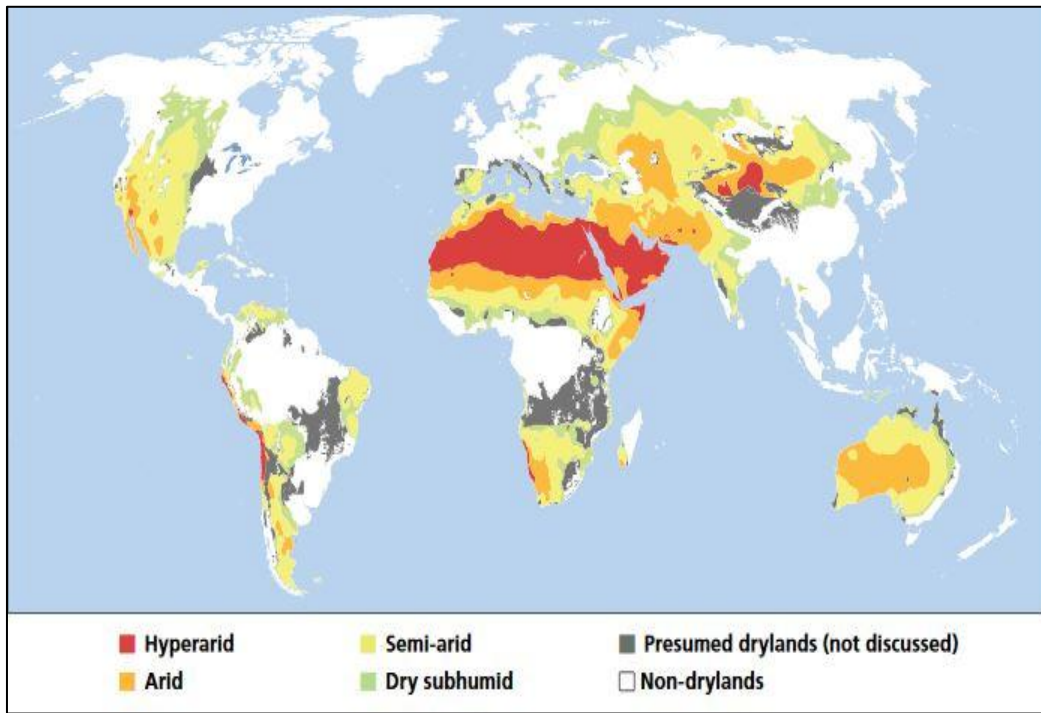 Hyperarid
Semi-arid
Presumed drylands (not discussed)
Arid
Dry subhumid
Non-drylands